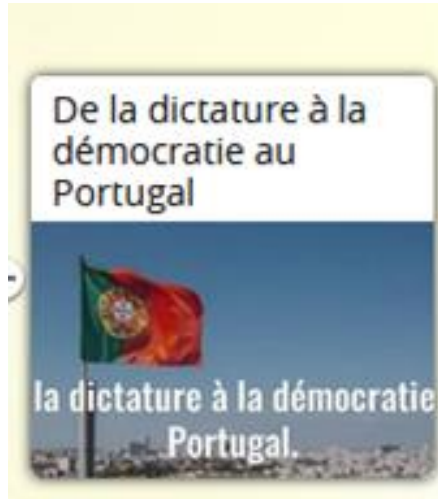 De la dictature à la
démocratie au
Portugal
la dictature à la démocratie
Portugal.